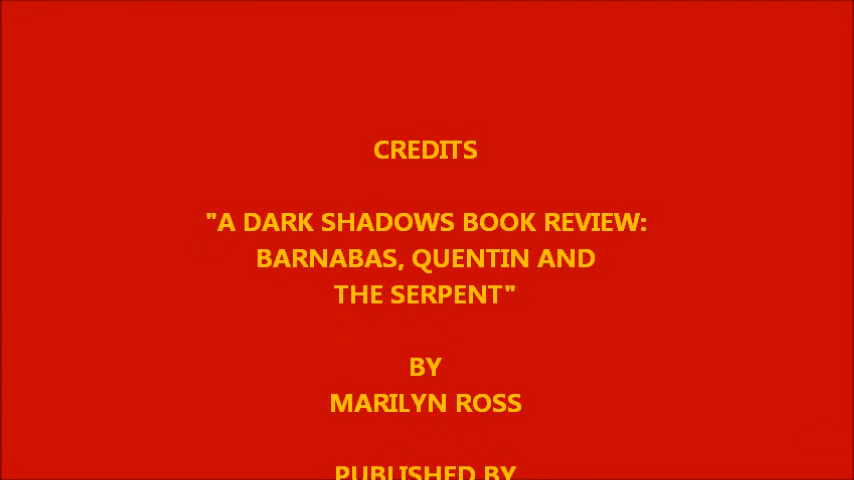 CREDITS
"A DARK SHADOWS BOOK REVIEW:
BARNABAS, QUENTIN AND
THE SERPENT"
BY
MARILYN ROSS
PUBLISHED BY